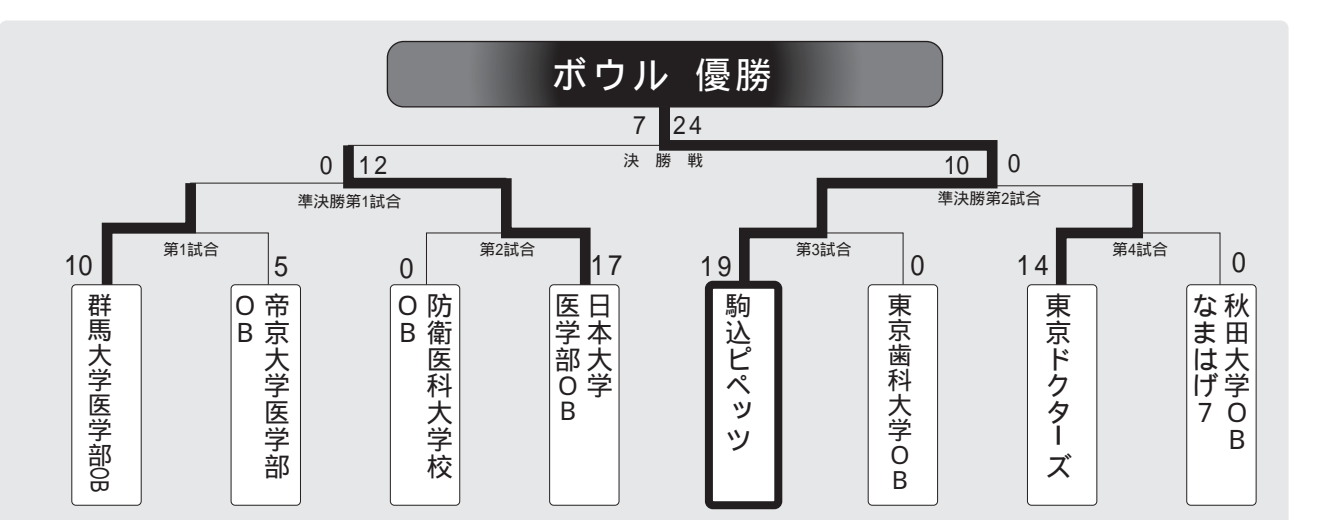 ボウル 優勝
7 24
決勝戦
0 12
10 0
準決勝第1試合
準決勝第2試合
第1試合
第2試合
第3試合
第4試合
10
5
0
17
19
0
14
0
群馬大学医学部OB
帝京大学医学部
OB
防衛医科大学校
OB
日本大学
医学部OB
駒込ピペッツ
東京歯科大学OB
東京ドクターズ
秋田大学OB
なまはげ7